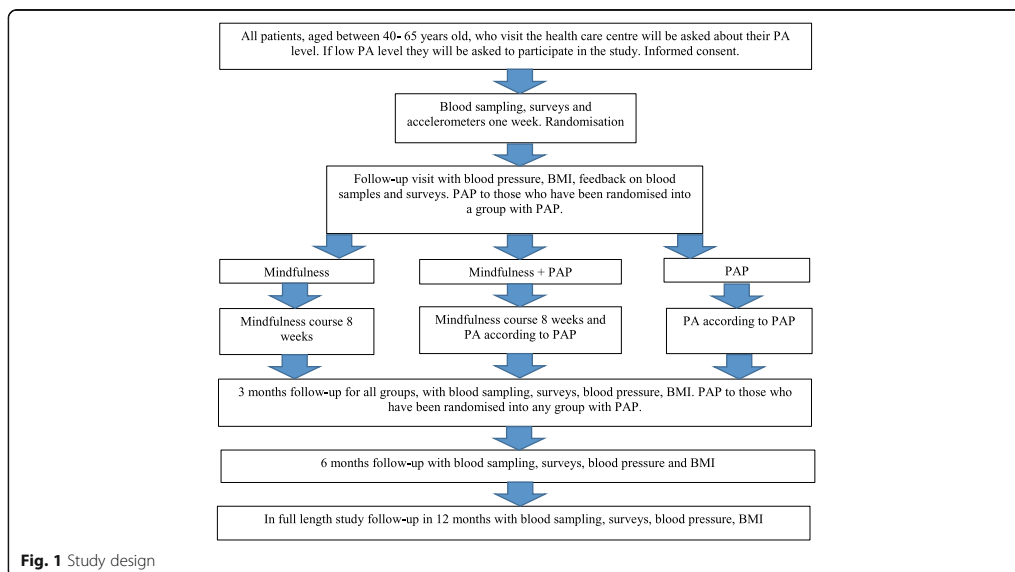 All patients, aged between 40- 65 years old, who visit the health care centre will be asked about their PA
level. If low PA level they will be asked to participate in the study. Informed consent.
Blood sampling, surveys and
accelerometers one week. Randomisation
Follow-up visit with blood pressure, BMI, feedback on blood
samples and surveys. PAP to those who have been randomised into
a group with PAP.
Mindfulness
Mindfulness + PAP
PAP
Mindfulness course 8
weeks
Mindfulness course 8 weeks and
PA according to PAP
PA according to PAP
3 months follow-up for all groups, with blood sampling, surveys, blood pressure, BMI. PAP to those who
have been randomised into any group with PAP.
6 months follow-up with blood sampling, surveys, blood pressure and BMI
In full length study follow-up in 12 months with blood sampling, surveys, blood pressure, BMI
Fig. 1 Study design